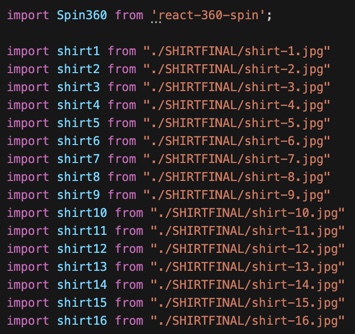 import Spin360 from 'react-360-spin';
import shirt1 from "./SHIRTFINAL/shirt-1.jpg"
import shirt2 from "./SHIRTFINAL/shirt-2.jpg"
import shirt3 from "./SHIRTFINAL/shirt-3.jpg"
import shirt4 from "./SHIRTFINAL/shirt-4.jpg"
import shirt5 from "./SHIRTFINAL/shirt-5.jpg"
import shirt6 from "./SHIRTFINAL/shirt-6.jpg"
import shirt7 from "./SHIRTFINAL/shirt-7.jpg"
import shirt8 from "./SHIRTFINAL/shirt-8.jpg"
import shirt9 from "./SHIRTFINAL/shirt-9.jpg"
import shirt10 from "./SHIRTFINAL/shirt-10.jpg"
import shirt11 from "./SHIRTFINAL/shirt-11.jpg"
import shirt12 from "./SHIRTFINAL/shirt-12.jpg"
import shirt13 from "./SHIRTFINAL/shirt-13.jpg"
import shirt14 from "./SHIRTFINAL/shirt-14.jpg"
import shirt15 from "./SHIRTFINAL/shirt-15.jpg"
import shirt16 from "./SHIRTFINAL/shirt-16.jpg"